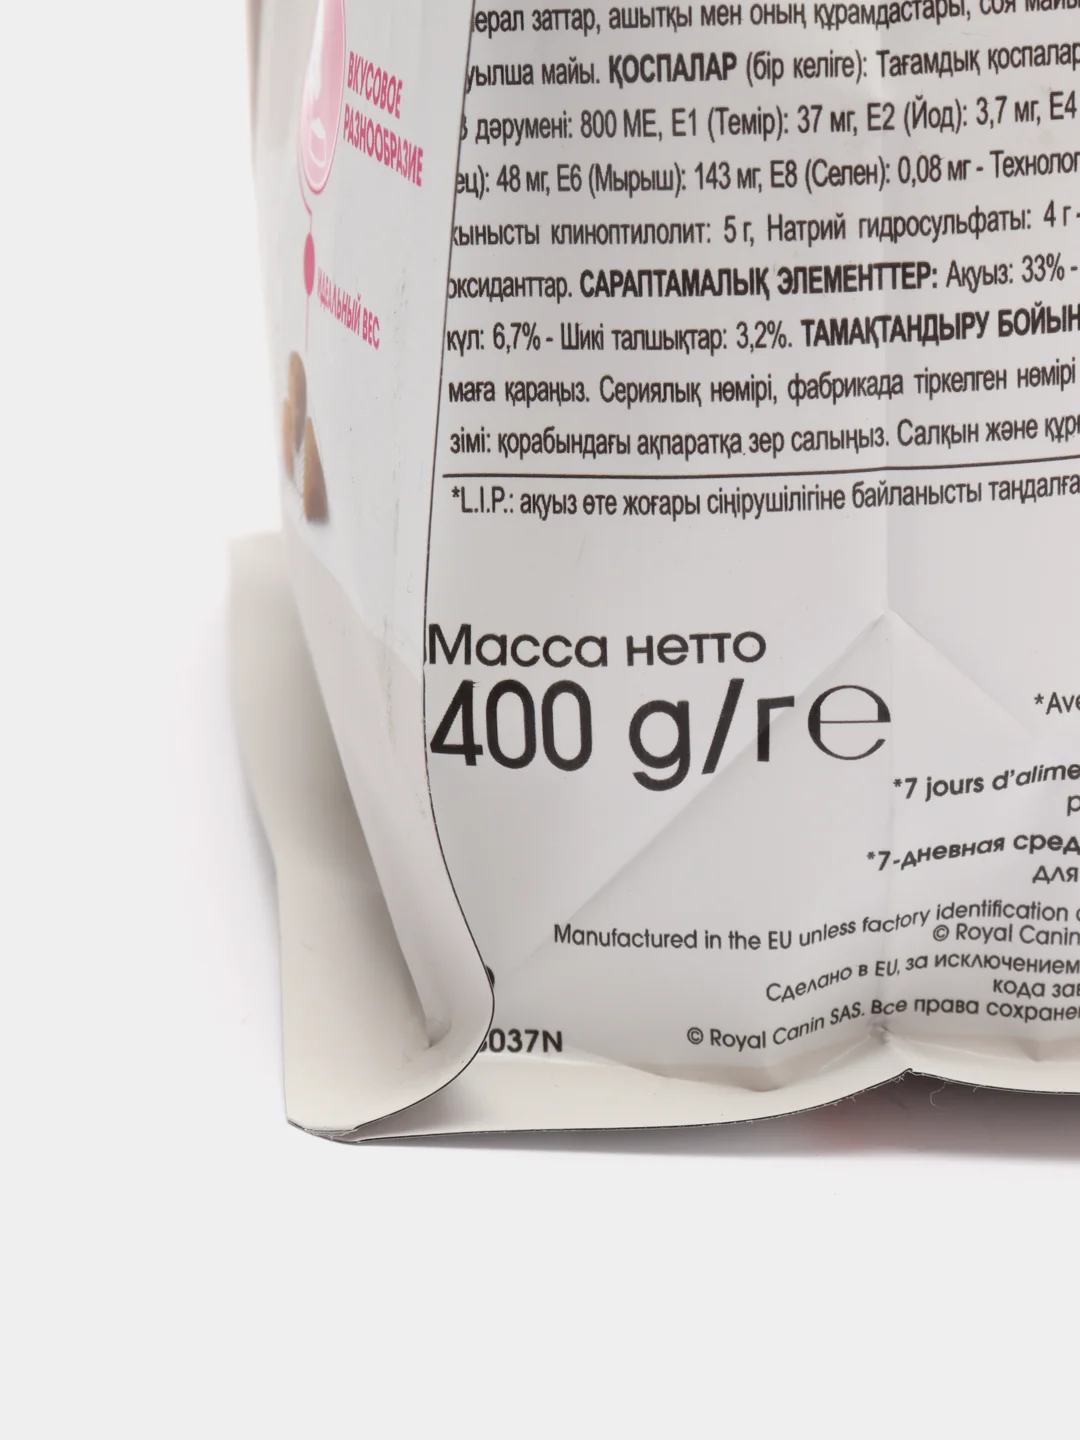 ВКУСОВОЕ
РАЗНООБРАЗИЕ
ИДЕАЛЬНЫЙ ВЕС
ерал заттар, ашытқы мен оның құрамдастары, соя майы
уылша майы. ҚОСПАЛАР (бір келіге): Тағамдық қоспалар
3 дәрумені: 800 МЕ, Е1 (Темір): 37 мг, Е2 (Йод): 3,7 мг, Е4
ец): 48 мг, Е6 (Мырыш): 143 мг, Е8 (Селен): 0,08 мг - Технолог
қынысты клиноптилолит: 5 г, Натрий гидросульфаты: 4 г -
оксиданттар. САРАПТАМАЛЫҚ ЭЛЕМЕНТТЕР: Ақуыз: 33% -
күл: 6,7% - Шикі талшықтар: 3,2%. ТАМАҚТАНДЫРУ БОЙЫН
маға қараңыз. Сериялық нөмірі, фабрикада тіркелген нөмірі
зімі: қорабындағы ақпаратқа зер салыңыз. Салқын және құрғ
*L.I.P.: ақуыз өте жоғары сіңірушілігіне байланысты таңдалға
Масса нетто
400 g/г ℮
*Ave
*7 jours d'alime
p
*7-дневная сред
для
Manufactured in the EU unless factory identification c
© Royal Canin
Сделано в EU, за исключением
кода зав
© Royal Canin SAS. Все права сохране
037N